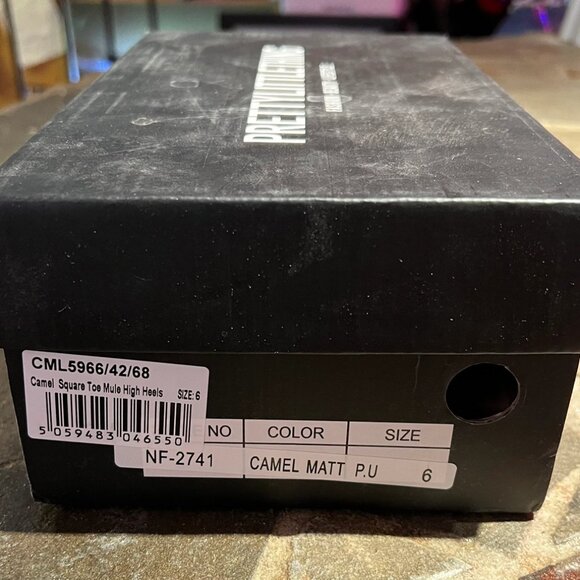 PRETTYLITTLETHING
CML5966/42/68
Camel Square Toe Mule High Heels SIZE: 6
5 059483 046550
NO COLOR SIZE
NF-2741 CAMEL MATT P.U 6